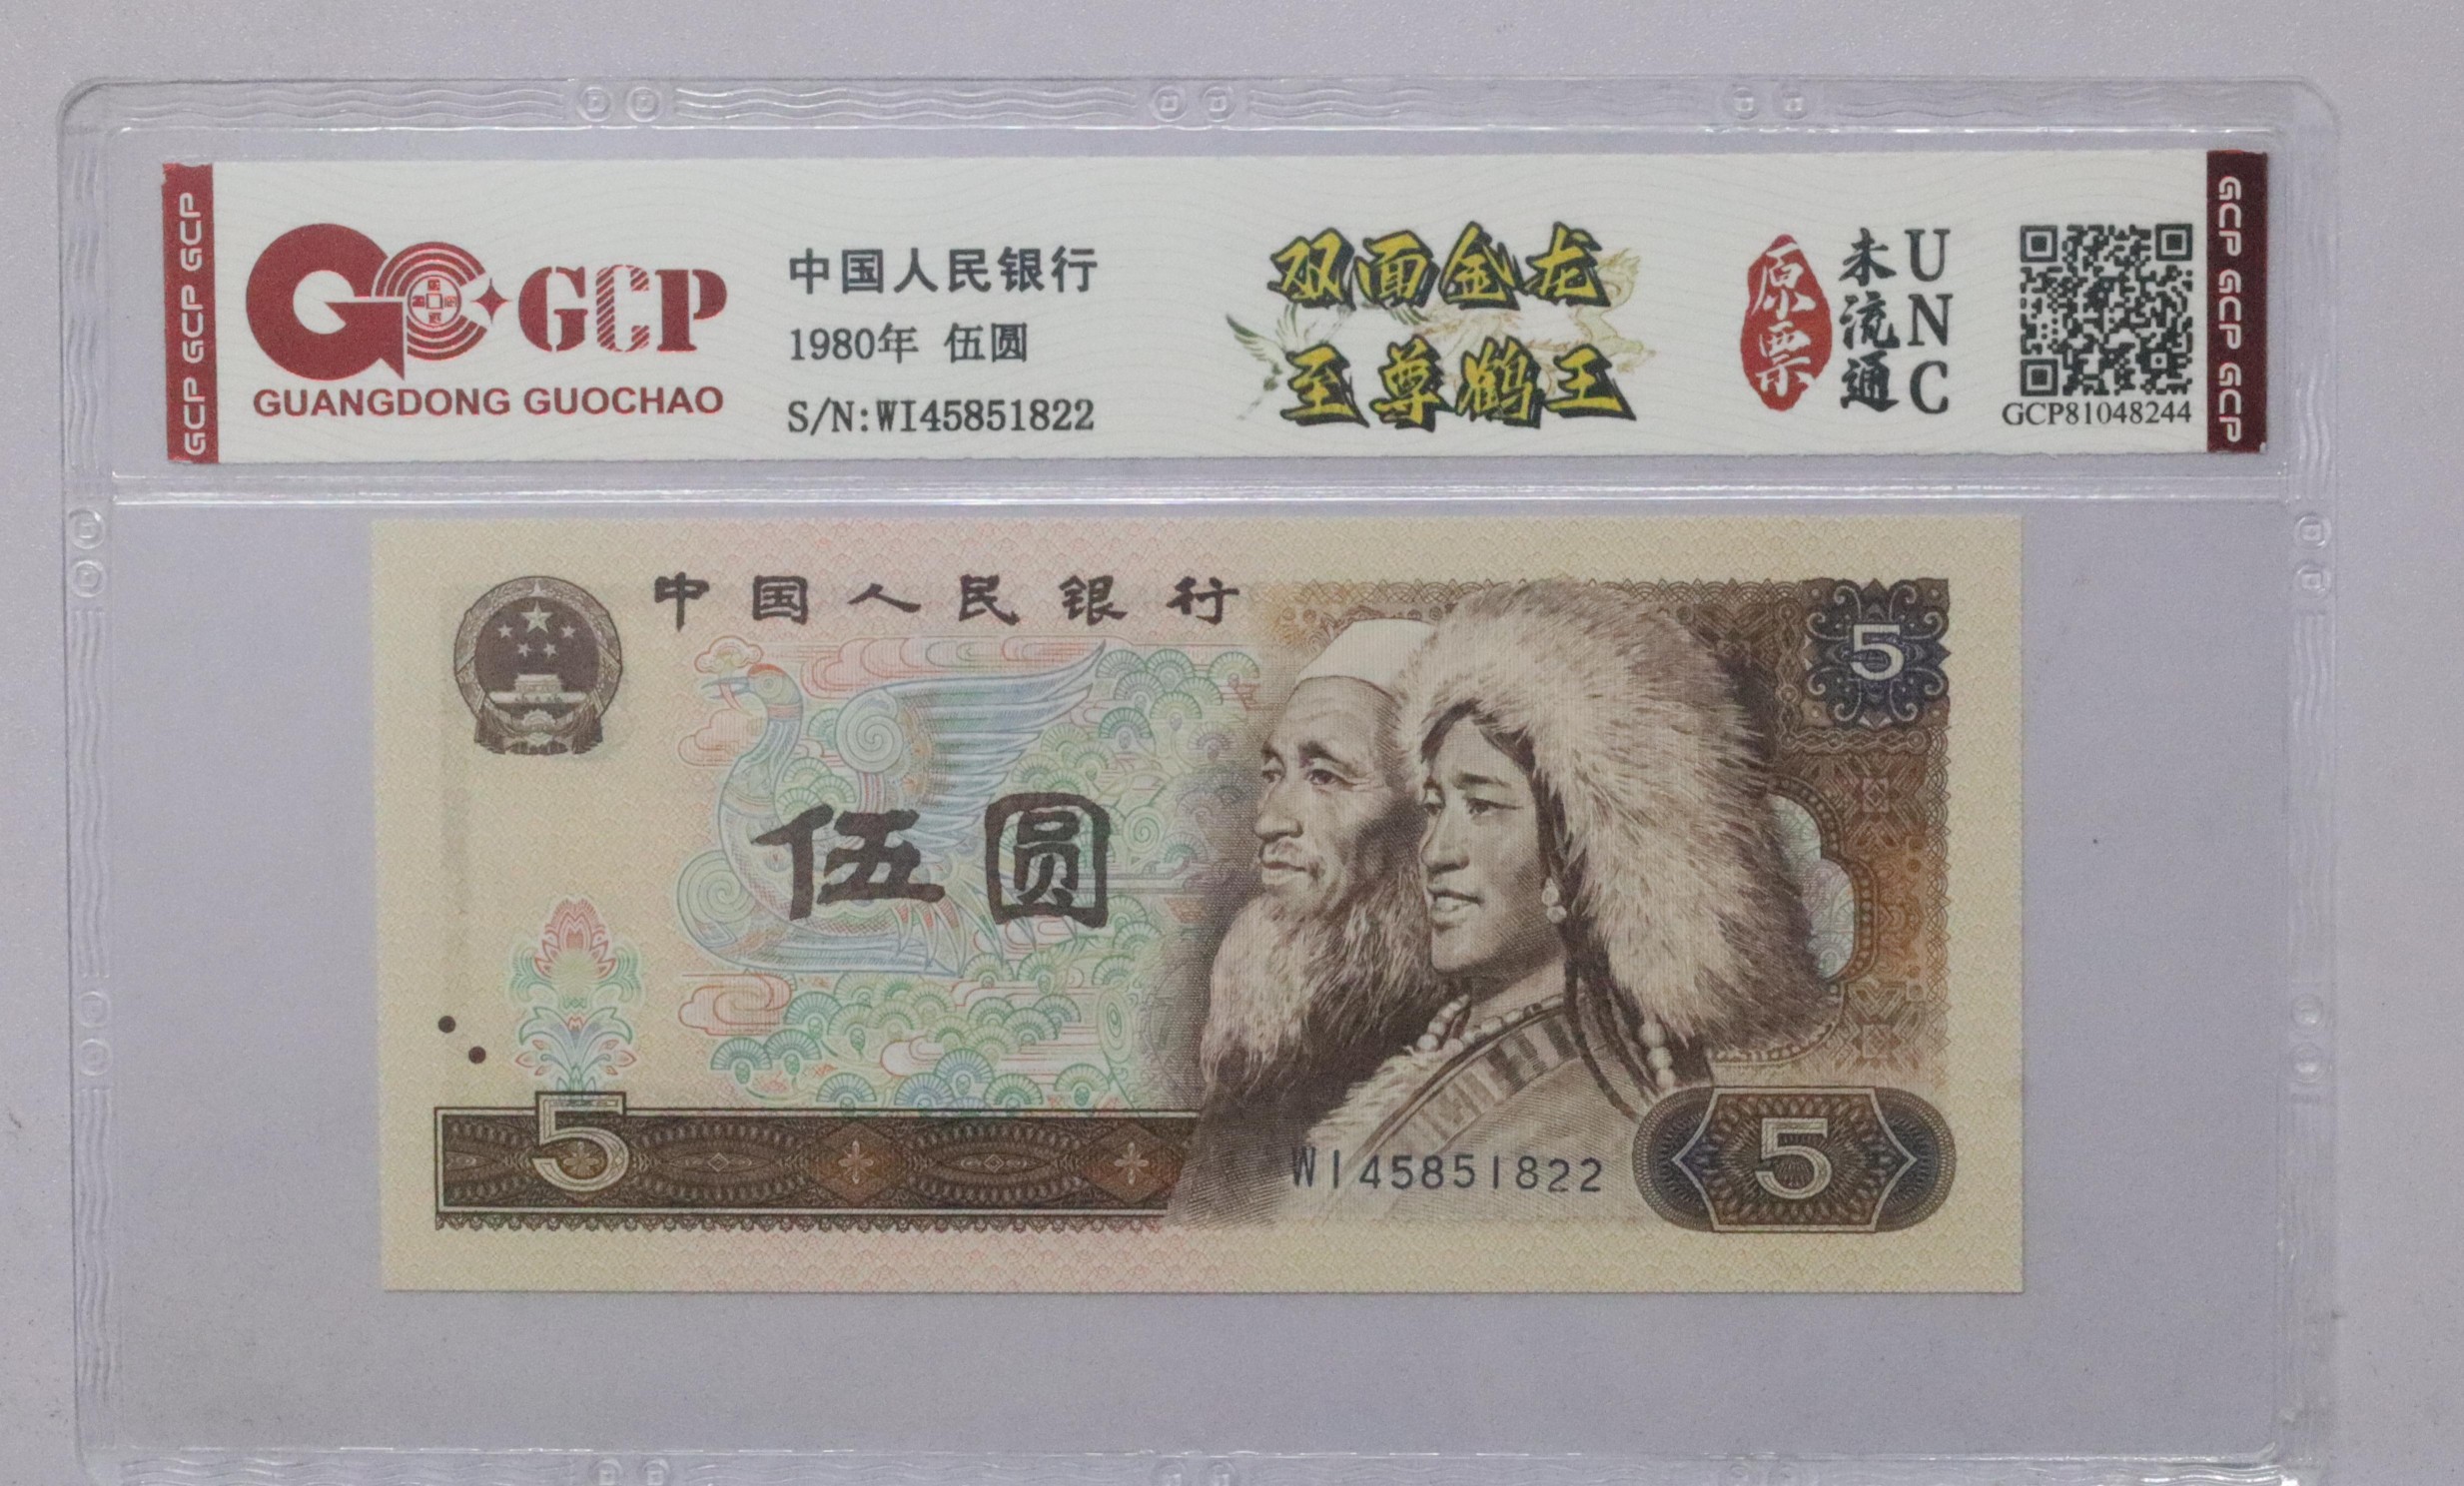 GCP GCP GCP
GCP
GUANGDONG GUOCHAO
中国人民银行
1980年 伍圆
S/N:WI45851822
双面金龙
至尊鹤王
原票
未流通
UNC
GCP81048244
GCP GCP GCP
中国人民银行
5
伍圆
5
WI45851822
5